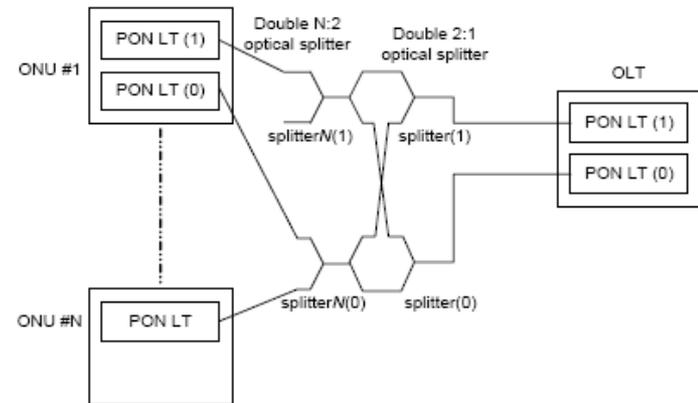 Double N:2
optical splitter
Double 2:1
optical splitter
ONU #1
PON LT (1)
PON LT (0)
OLT
PON LT (1)
PON LT (0)
splitterN(1)
splitter(1)
splitterN(0)
splitter(0)
ONU #N
PON LT